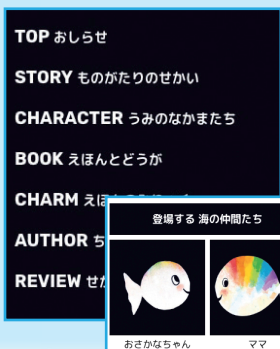 TOP おしらせ
STORY ものがたりのせかい
CHARACTER うみのなかまたち
BOOK えほんとどうが
CHARM
AUTHOR
REVIEW
登場する 海の仲間たち
おさかなちゃん
ママ